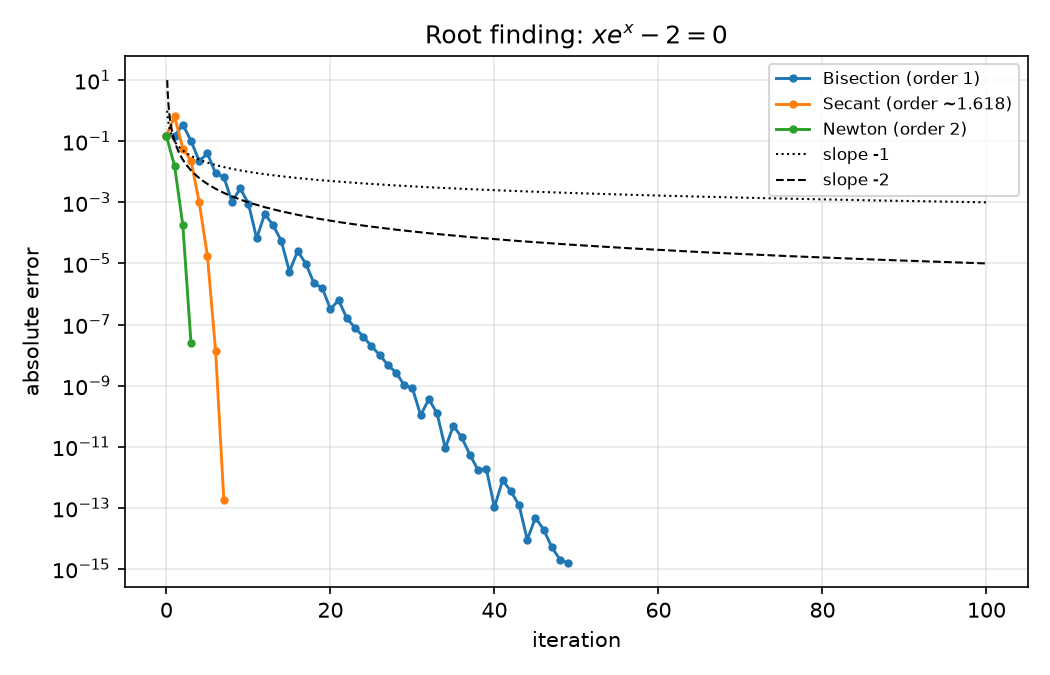 Root finding: $xe^x - 2 = 0$
absolute error
10¹
10⁻¹
10⁻³
10⁻⁵
10⁻⁷
10⁻⁹
10⁻¹¹
10⁻¹³
10⁻¹⁵
Bisection (order 1)
Secant (order ~1.618)
Newton (order 2)
slope -1
slope -2
0 20 40 60 80 100
iteration